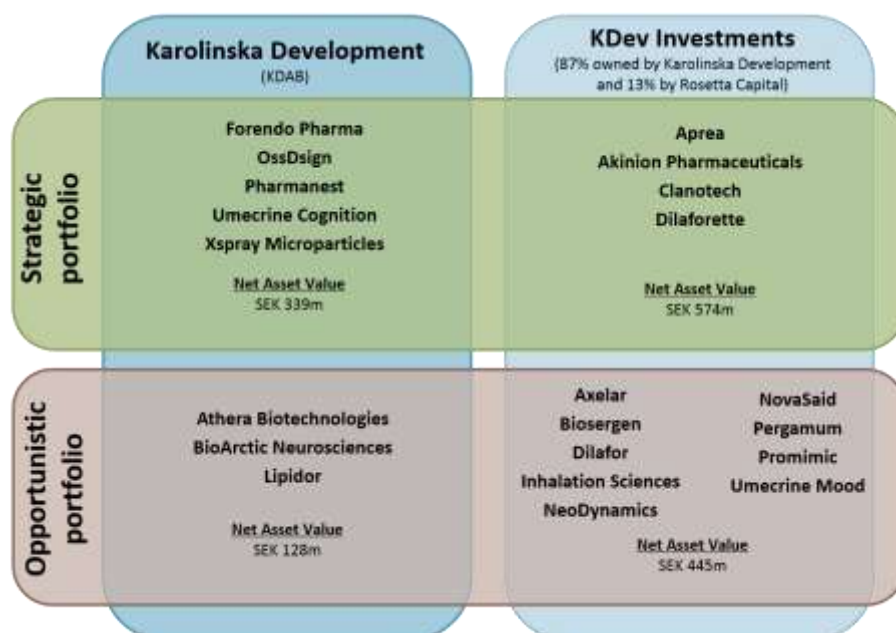 Karolinska Development
(KDAB)
KDev Investments
(87% owned by Karolinska Development
and 13% by Rosetta Capital)
Strategic
portfolio
Forendo Pharma
OssDsign
Pharmanest
Umecrine Cognition
Xspray Microparticles
Net Asset Value
SEK 339m
Aprea
Akinion Pharmaceuticals
Clanotech
Dilaforette
Net Asset Value
SEK 574m
Opportunistic
portfolio
Athera Biotechnologies
BioArctic Neurosciences
Lipidor
Net Asset Value
SEK 128m
Axelar
Biosergen
Dilafor
Inhalation Sciences
NeoDynamics
NovaSaid
Pergamum
Promimic
Umecrine Mood
Net Asset Value
SEK 445m